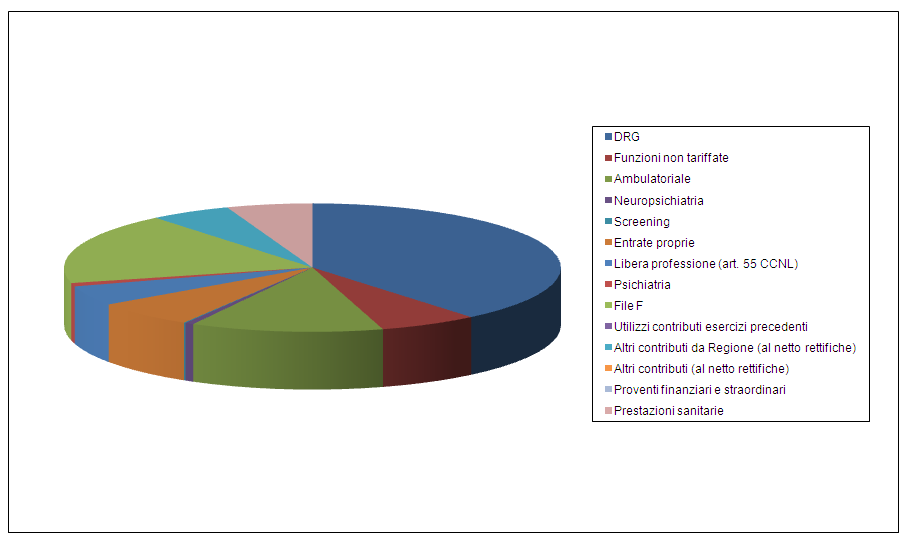 DRG
Funzioni non tariffate
Ambulatoriale
Neuropsichiatria
Screening
Entrate proprie
Libera professione (art. 55 CCNL)
Psichiatria
File F
Utilizzi contributi esercizi precedenti
Altri contributi da Regione (al netto rettifiche)
Altri contributi (al netto rettifiche)
Proventi finanziari e straordinari
Prestazioni sanitarie